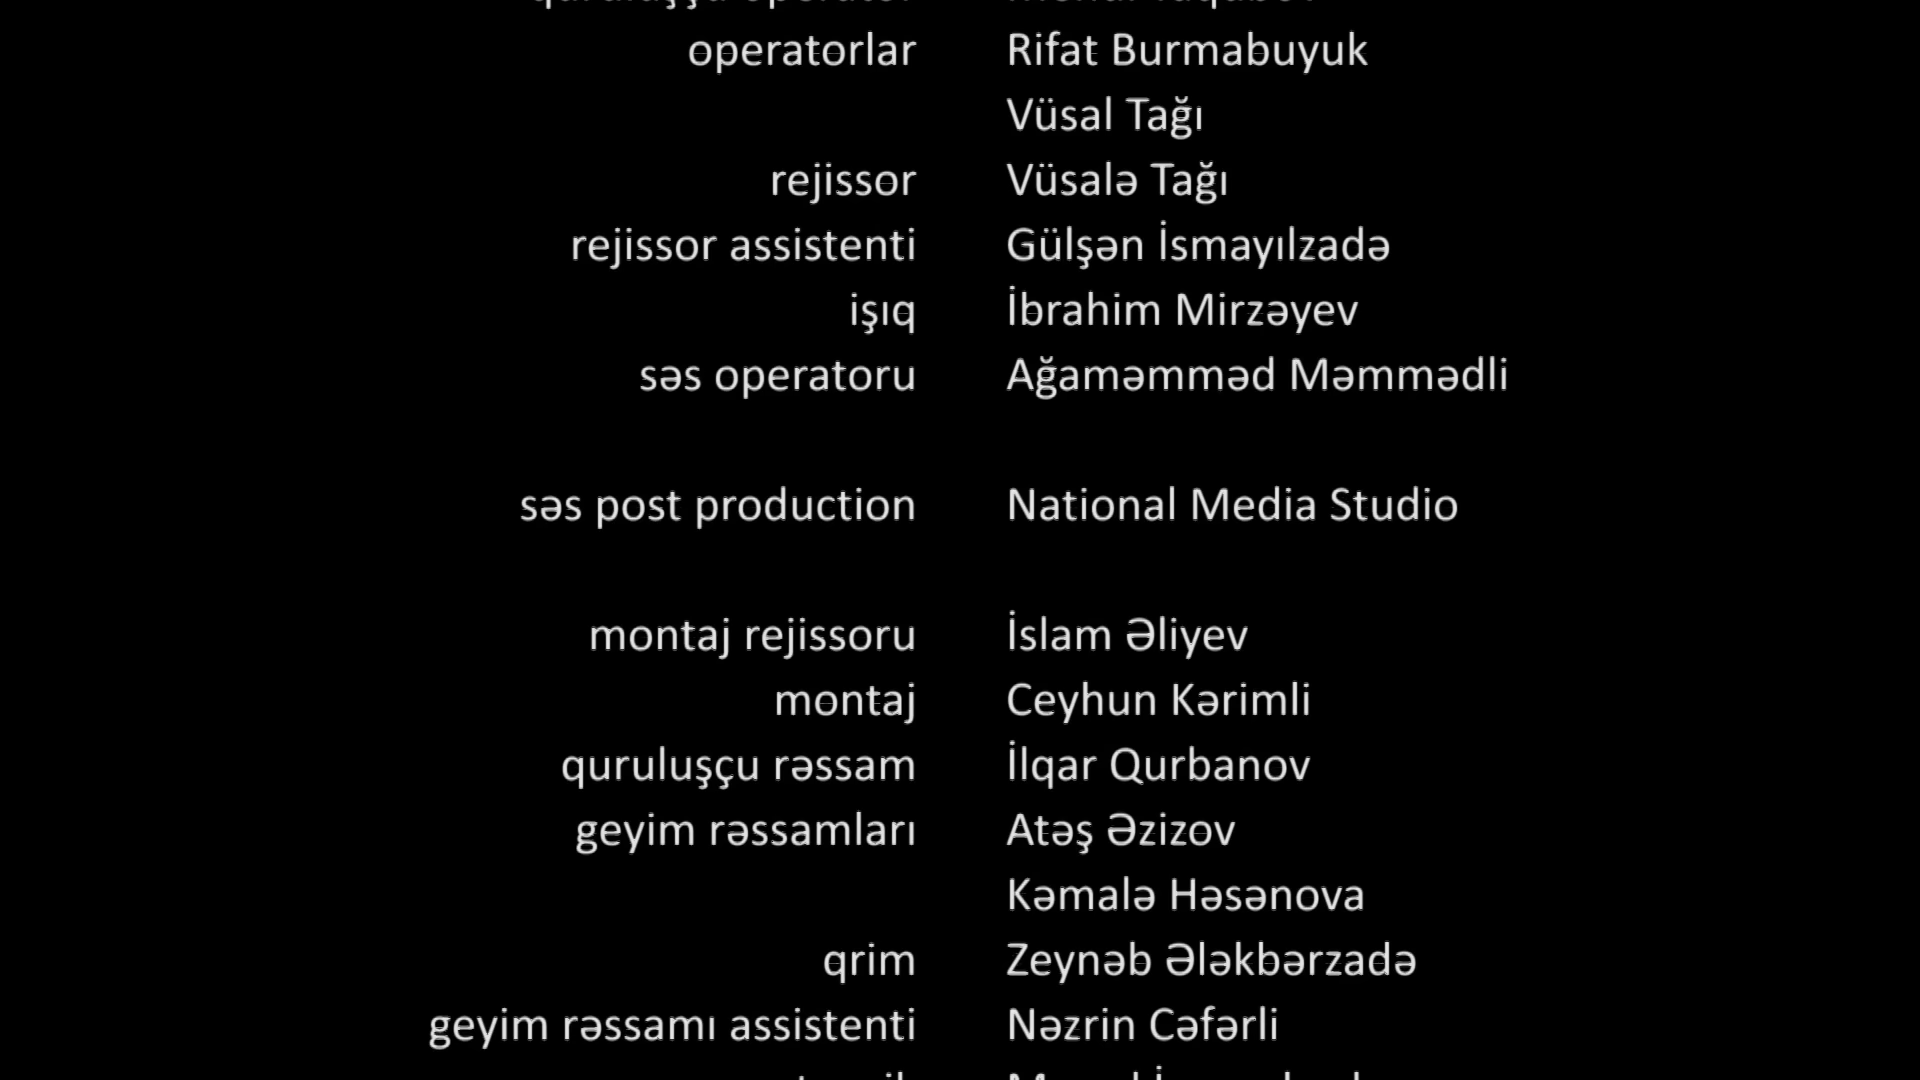 operatorlar Rifat Burmabuyuk
Vüsal Tağı
rejissor Vüsalə Tağı
rejissor assistenti Gülşən İsmayılzadə
işıq İbrahim Mirzəyev
səs operatoru Ağaməmməd Məmmədli
səs post production National Media Studio
montaj rejissoru İslam Əliyev
montaj Ceyhun Kərimli
quruluşçu rəssam İlqar Qurbanov
geyim rəssamları Atəş Əzizov
Kəmalə Həsənova
qrim Zeynəb Ələkbərzadə
geyim rəssamı assistenti Nəzrin Cəfərli